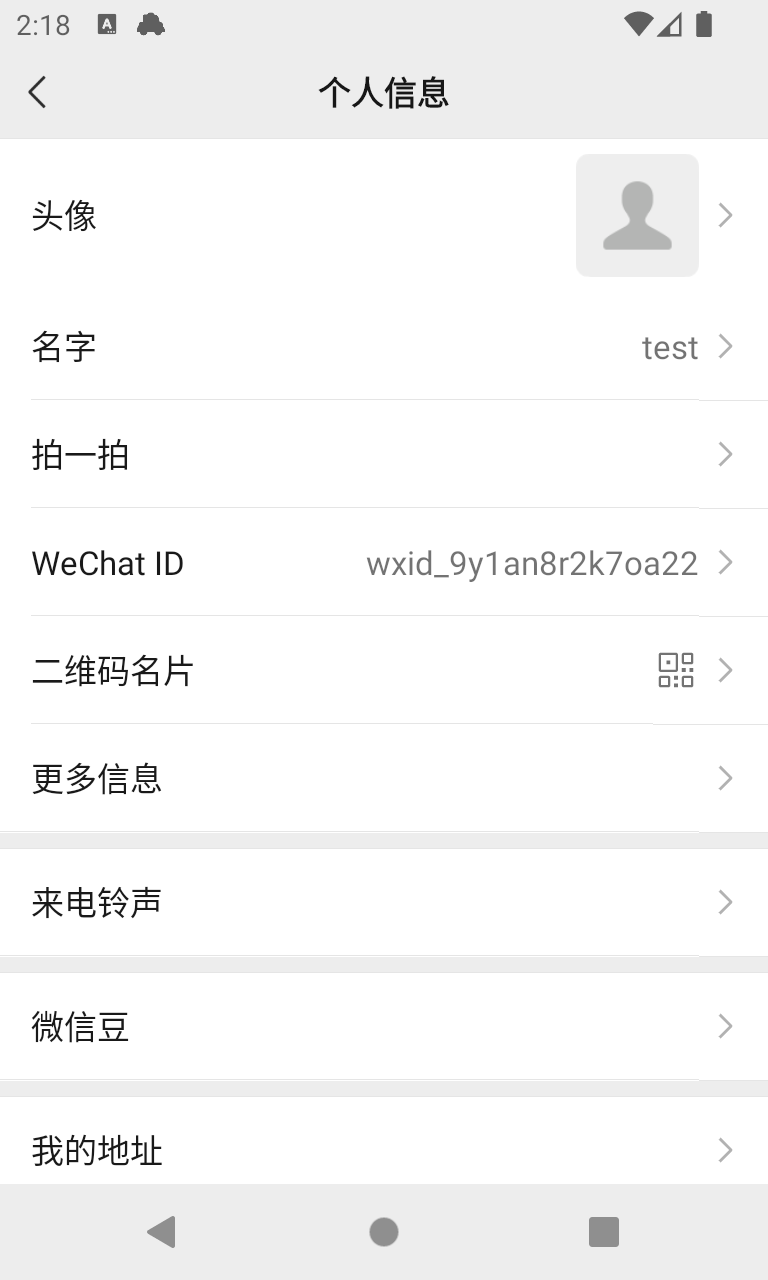 2:18
个人信息
头像
名字 test
拍一拍
WeChat ID wxid_9y1an8r2k7oa22
二维码名片
更多信息
来电铃声
微信豆
我的地址